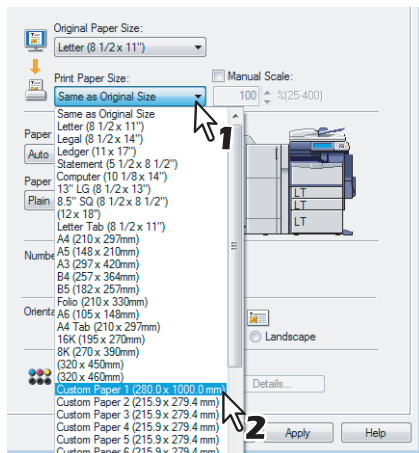 Original Paper Size:
Letter (8 1/2 x 11")
Print Paper Size:
Manual Scale:
Same as Original Size
100 %(25-400)
1
Same as Original Size
Letter (8 1/2 x 11")
Legal (8 1/2 x 14")
Ledger (11 x 17")
Statement (5 1/2 x 8 1/2")
Computer (10 1/8 x 14")
13" LG (8 1/2 x 13")
8.5" SQ (8 1/2 x 8 1/2")
(12 x 18")
Letter Tab (8 1/2 x 11")
A4 (210 x 297mm)
A5 (148 x 210mm)
A3 (297 x 420mm)
B4 (257 x 364mm)
B5 (182 x 257mm)
Folio (210 x 330mm)
A6 (105 x 148mm)
A4 Tab (210 x 297mm)
16K (195 x 270mm)
8K (270 x 390mm)
(320 x 450mm)
(320 x 460mm)
Custom Paper 1 (280.0 x 1000.0 mm)
Custom Paper 2 (215.9 x 279.4 mm)
Custom Paper 3 (215.9 x 279.4 mm)
Custom Paper 4 (215.9 x 279.4 mm)
Custom Paper 5 (215.9 x 279.4 mm)
Custom Paper 6 (215.9 x 279.4 mm)
Paper
Auto
Paper
Plain
LT
LT
LT
Numbe
Orienta
Landscape
Details...
2
Apply
Help